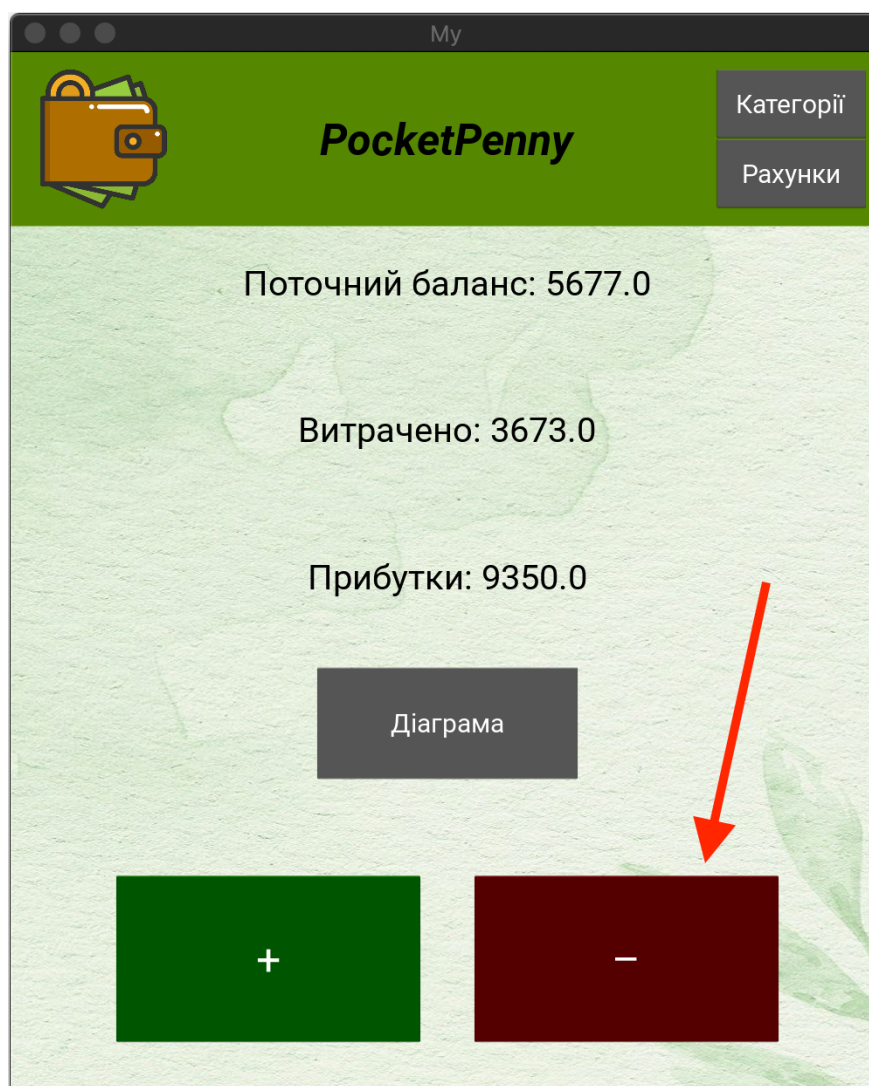 My
PocketPenny
Категорії
Рахунки
Поточний баланс: 5677.0
Витрачено: 3673.0
Прибутки: 9350.0
Діаграма
+
–